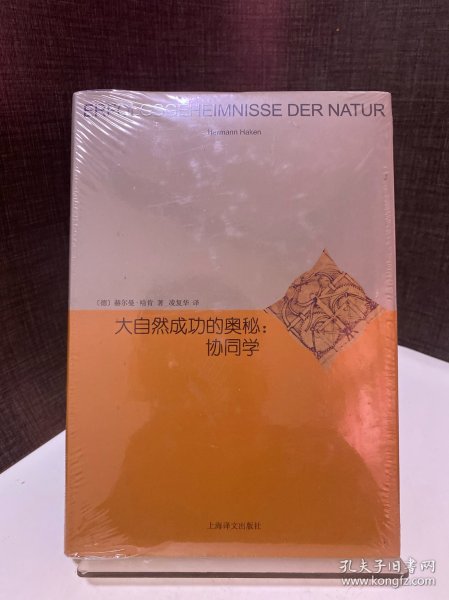 ERFOLGSGEHEIMNISSE DER NATUR
Hermann Haken
〔德〕赫尔曼·哈肯 著 凌复华 译
大自然成功的奥秘：
协同学
上海译文出版社
孔夫子旧书网
www.kongfz.com